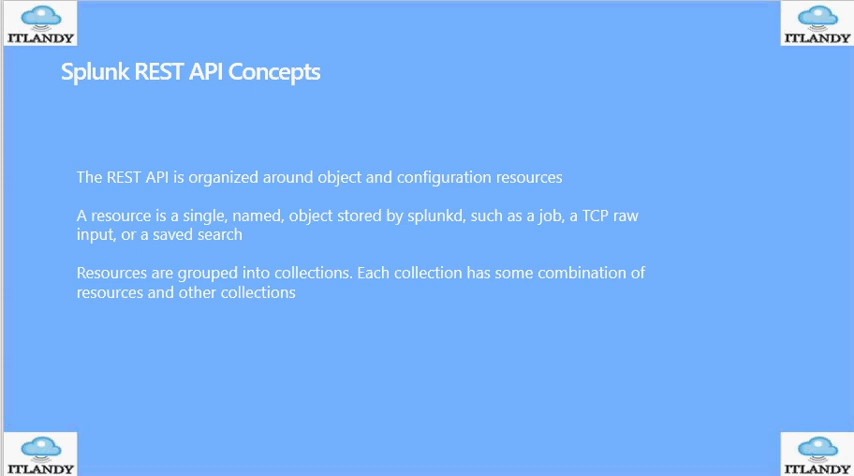 ITLANDY
ITLANDY
Splunk REST API Concepts
The REST API is organized around object and configuration resources
A resource is a single, named, object stored by splunkd, such as a job, a TCP raw
input, or a saved search
Resources are grouped into collections. Each collection has some combination of
resources and other collections
ITLANDY
ITLANDY